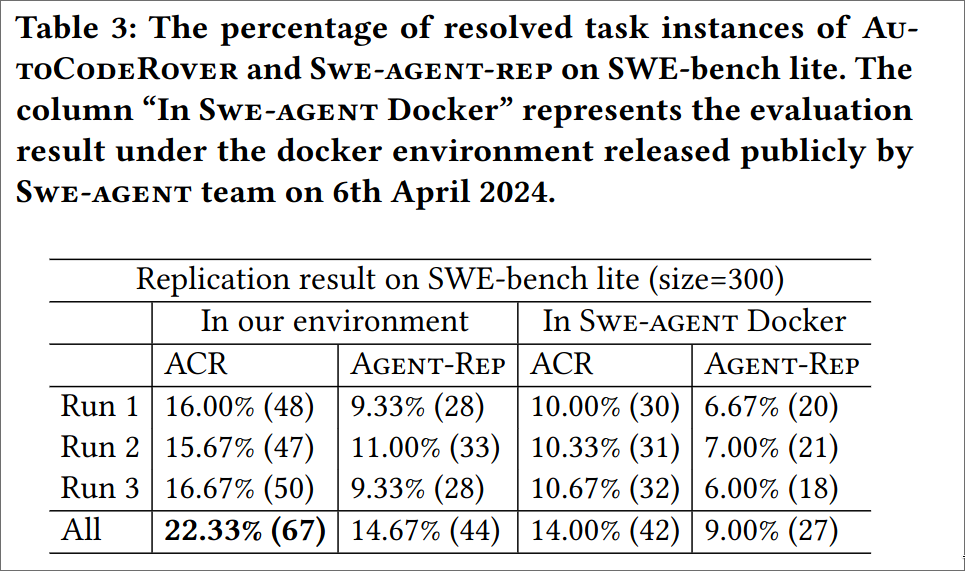 Table 3: The percentage of resolved task instances of AU-
TOCODEROVER and SWE-AGENT-REP on SWE-bench lite. The
column “In SWE-AGENT Docker” represents the evaluation
result under the docker environment released publicly by
SWE-AGENT team on 6th April 2024.
Replication result on SWE-bench lite (size=300)
In our environment In SWE-AGENT Docker
ACR AGENT-REP ACR AGENT-REP
Run 1 16.00% (48) 9.33% (28) 10.00% (30) 6.67% (20)
Run 2 15.67% (47) 11.00% (33) 10.33% (31) 7.00% (21)
Run 3 16.67% (50) 9.33% (28) 10.67% (32) 6.00% (18)
All 22.33% (67) 14.67% (44) 14.00% (42) 9.00% (27)